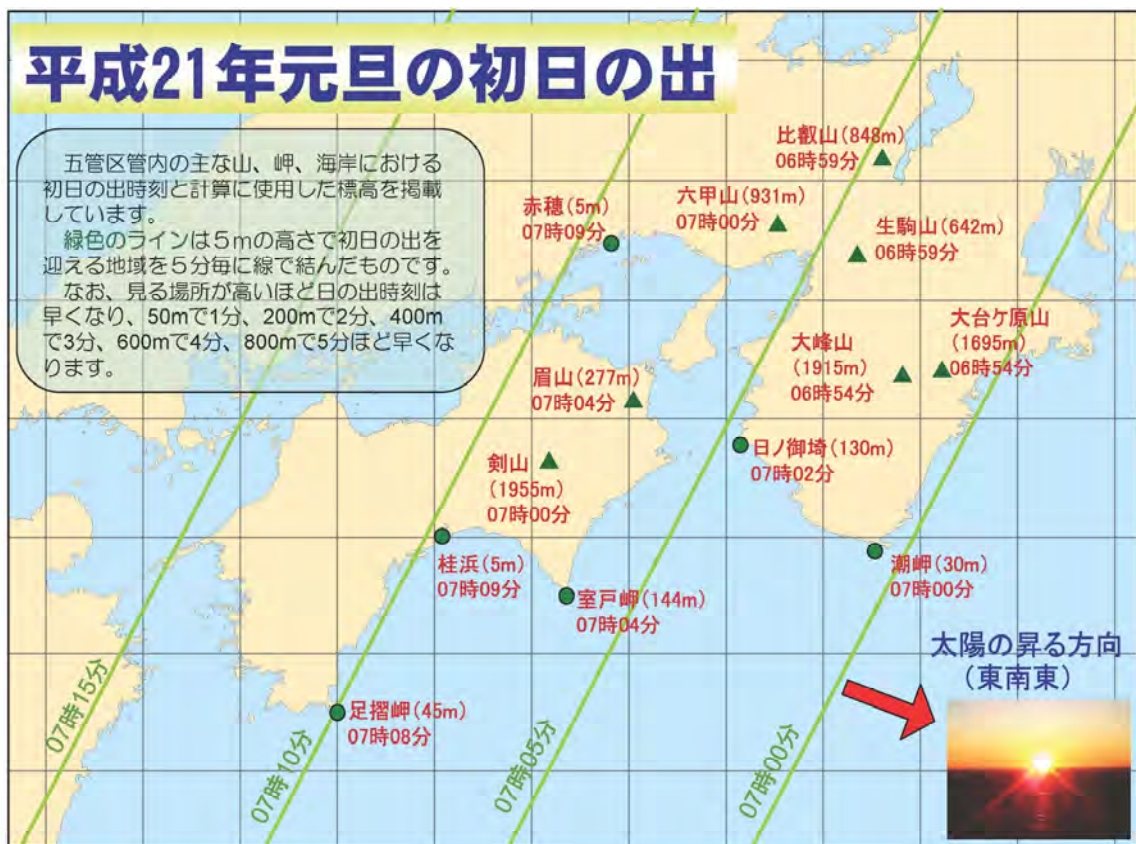 平成21年元旦の初日の出
五管区管内の主な山、岬、海岸における
初日の出時刻と計算に使用した標高を掲載
しています。
緑色のラインは５ｍの高さで初日の出を
迎える地域を５分毎に線で結んだものです。
なお、見る場所が高いほど日の出時刻は
早くなり、50mで1分、200mで2分、400m
で3分、600mで4分、800mで5分ほど早くな
ります。
比叡山(848m)
06時59分
六甲山(931m)
07時00分
赤穂(5m)
07時09分
生駒山(642m)
06時59分
大台ケ原山
(1695m)
06時54分
大峰山
(1915m)
06時54分
眉山(277m)
07時04分
日ノ御埼(130m)
07時02分
剣山
(1955m)
07時00分
桂浜(5m)
07時09分
潮岬(30m)
07時00分
室戸岬(144m)
07時04分
足摺岬(45m)
07時08分
太陽の昇る方向
（東南東）
07時15分
07時10分
07時05分
07時00分